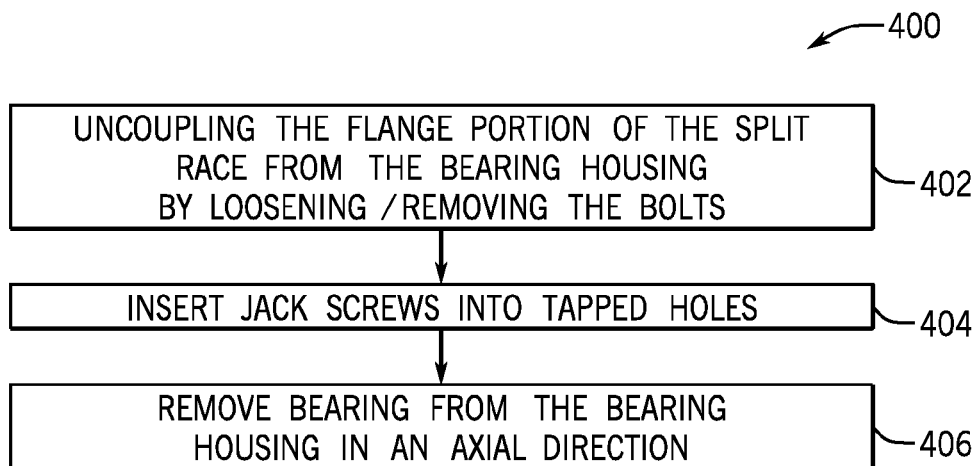 400
UNCOUPLING THE FLANGE PORTION OF THE SPLIT
RACE FROM THE BEARING HOUSING
BY LOOSENING /REMOVING THE BOLTS
402
INSERT JACK SCREWS INTO TAPPED HOLES
404
REMOVE BEARING FROM THE BEARING
HOUSING IN AN AXIAL DIRECTION
406